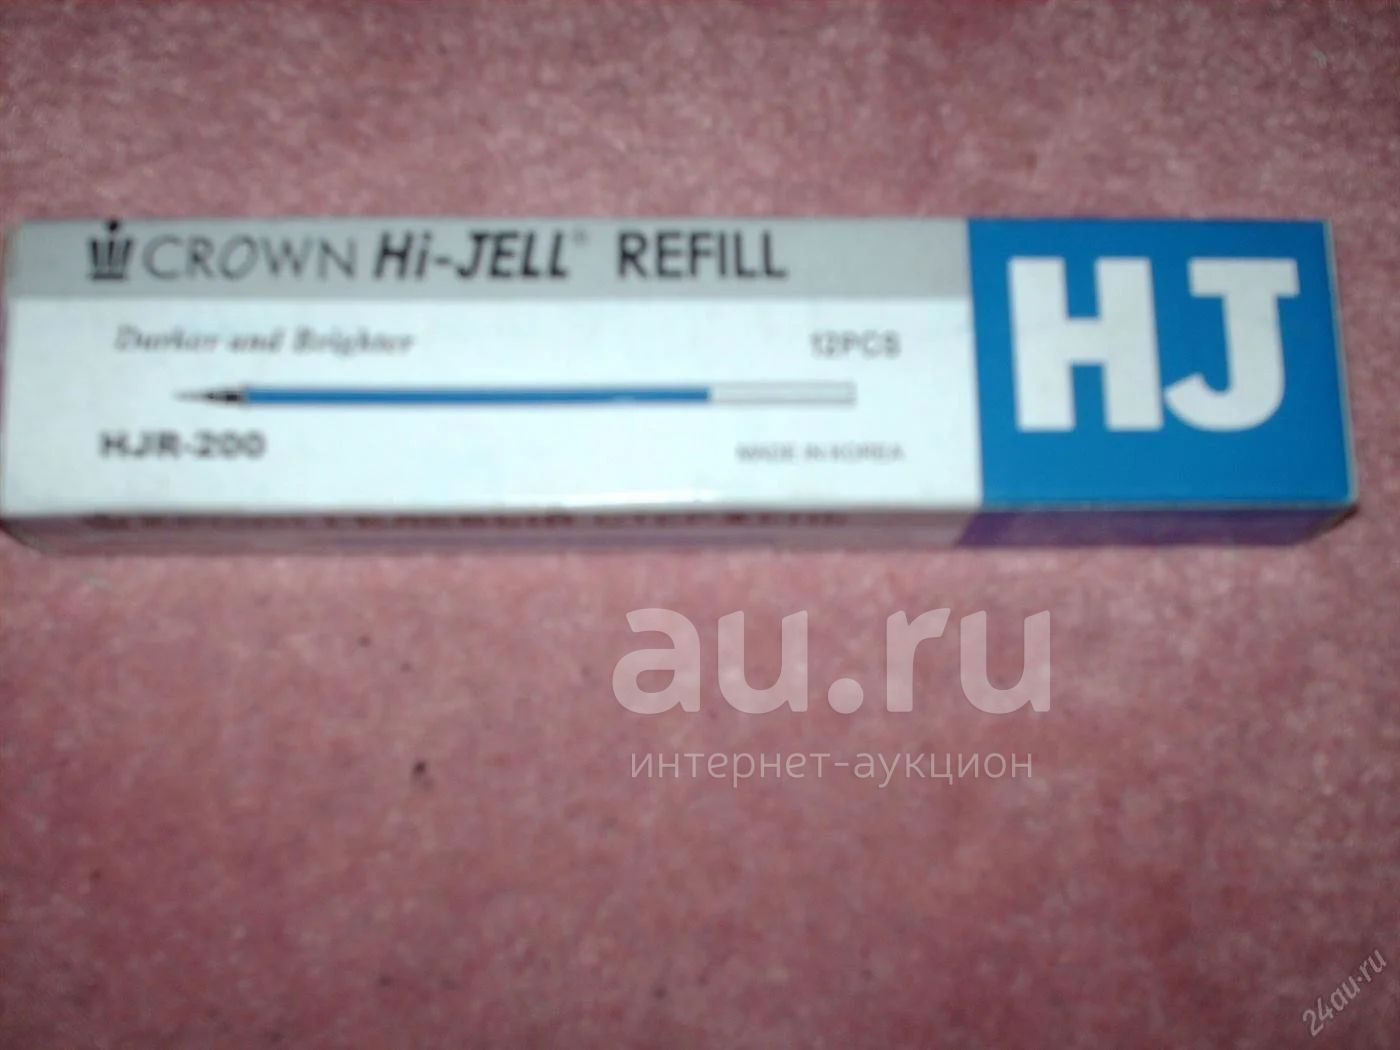 CROWN Hi-JELL® REFILL
HJ
Darker and Brighter
12PCS
HJR-200
MADE IN KOREA
au.ru
интернет-аукцион
24au.ru